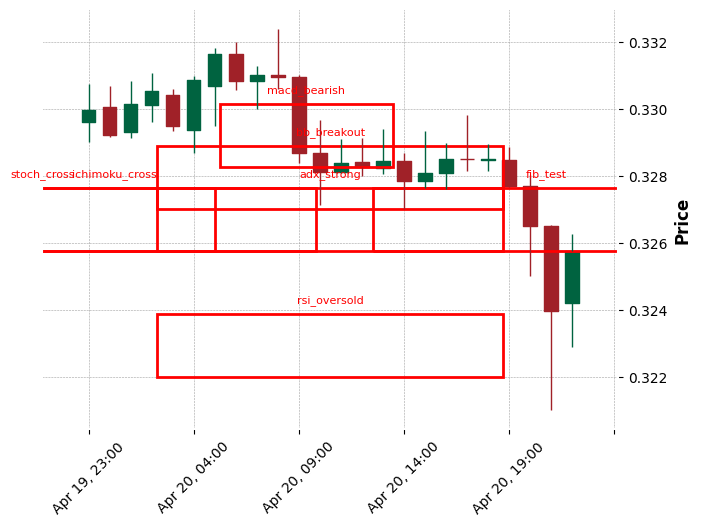 0.332
macd_bearish
0.330
bb_breakout
stoch_cross
ichimoku_cross
adx_strong
fib_test
0.328
Price
0.326
0.324
rsi_oversold
0.322
Apr 19, 23:00
Apr 20, 04:00
Apr 20, 09:00
Apr 20, 14:00
Apr 20, 19:00